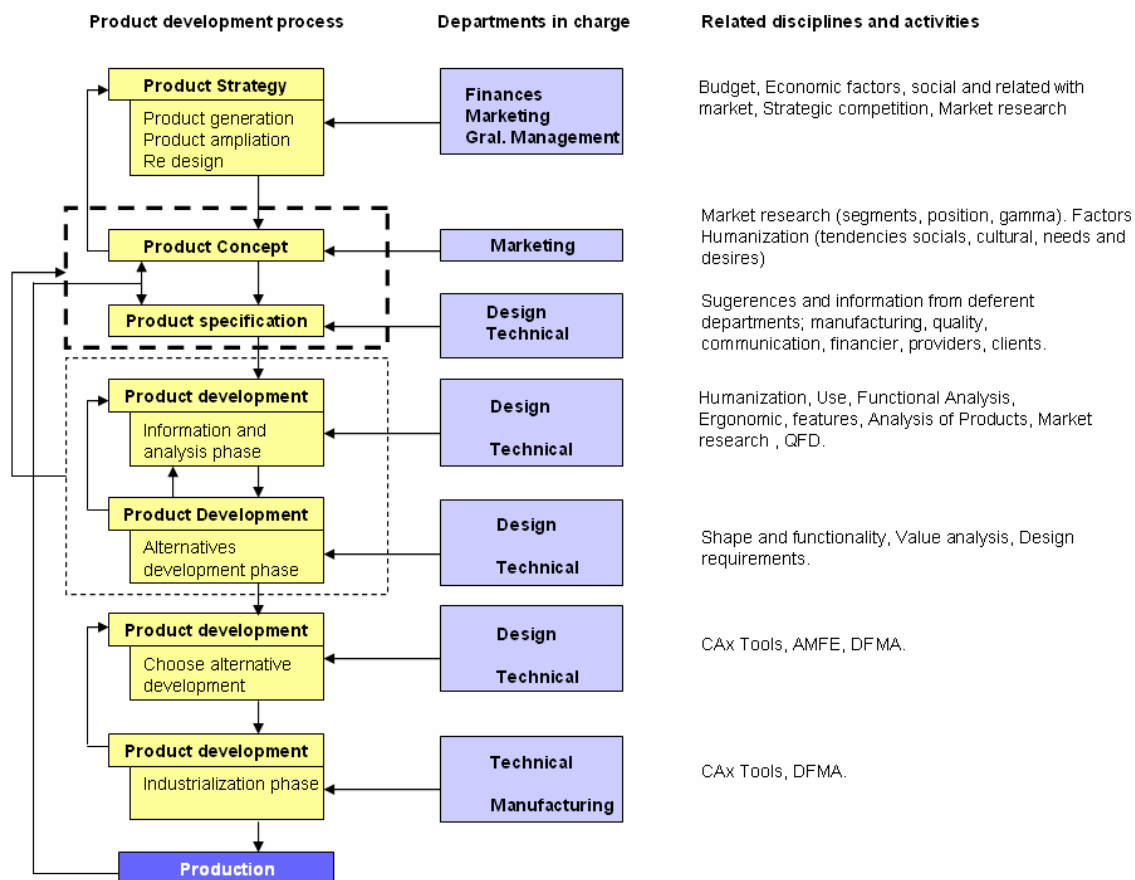 Product development process
Departments in charge
Related disciplines and activities
Product Strategy
Product generation
Product ampliation
Re design
Finances
Marketing
Gral. Management
Budget, Economic factors, social and related with
market, Strategic competition, Market research
Product Concept
Marketing
Market research (segments, position, gamma). Factors
Humanization (tendencies socials, cultural, needs and
desires)
Product specification
Design
Technical
Sugerences and information from deferent
departments; manufacturing, quality,
communication, financier, providers, clients.
Product development
Information and
analysis phase
Design
Technical
Humanization, Use, Functional Analysis,
Ergonomic, features, Analysis of Products, Market
research , QFD.
Product Development
Alternatives
development phase
Design
Technical
Shape and functionality, Value analysis, Design
requirements.
Product development
Choose alternative
development
Design
Technical
CAx Tools, AMFE, DFMA.
Product development
Industrialization phase
Technical
Manufacturing
CAx Tools, DFMA.
Production